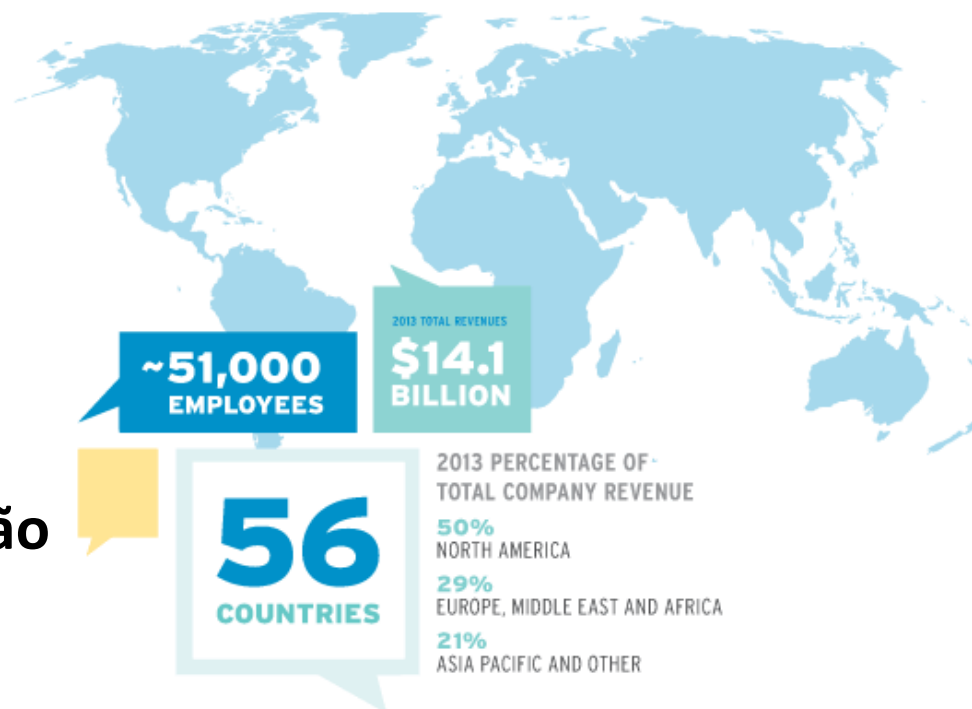 2013 TOTAL REVENUES
$14.1
BILLION
~51,000
EMPLOYEES
ão
56
COUNTRIES
2013 PERCENTAGE OF
TOTAL COMPANY REVENUE
50%
NORTH AMERICA
29%
EUROPE, MIDDLE EAST AND AFRICA
21%
ASIA PACIFIC AND OTHER